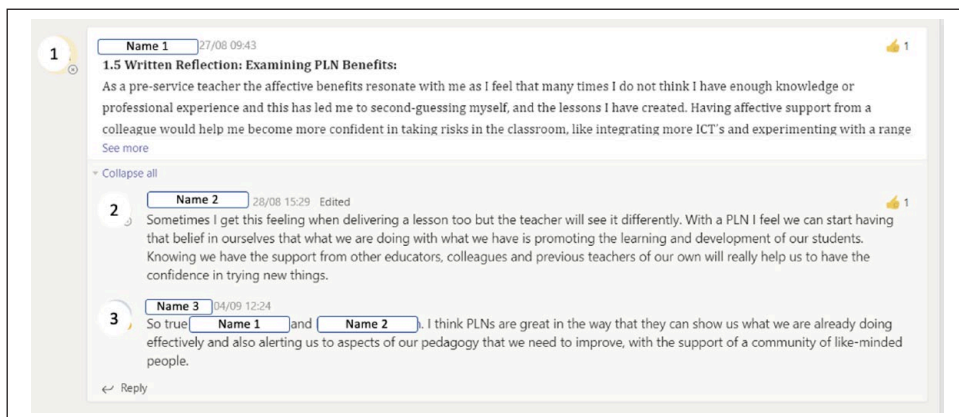 1
Name 1 27/08 09:43
1
1.5 Written Reflection: Examining PLN Benefits:
As a pre-service teacher the affective benefits resonate with me as I feel that many times I do not think I have enough knowledge or
professional experience and this has led me to second-guessing myself, and the lessons I have created. Having affective support from a
colleague would help me become more confident in taking risks in the classroom, like integrating more ICT's and experimenting with a range
See more
Collapse all
2
Name 2 28/08 15:29 Edited
1
Sometimes I get this feeling when delivering a lesson too but the teacher will see it differently. With a PLN I feel we can start having
that belief in ourselves that what we are doing with what we have is promoting the learning and development of our students.
Knowing we have the support from other educators, colleagues and previous teachers of our own will really help us to have the
confidence in trying new things.
3
Name 3 04/09 12:24
So true Name 1 and Name 2 . I think PLNs are great in the way that they can show us what we are already doing
effectively and also alerting us to aspects of our pedagogy that we need to improve, with the support of a community of like-minded
people.
Reply